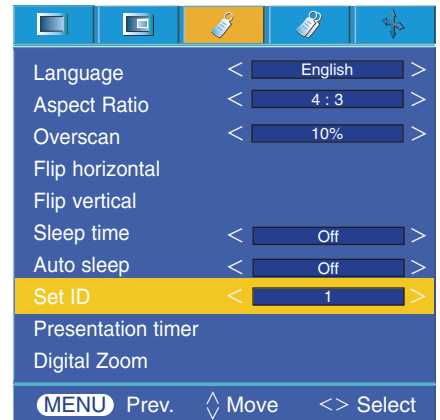 Language < English >
Aspect Ratio < 4 : 3 >
Overscan < 10% >
Flip horizontal
Flip vertical
Sleep time < Off >
Auto sleep < Off >
Set ID < 1 >
Presentation timer
Digital Zoom
MENU Prev. Move <> Select